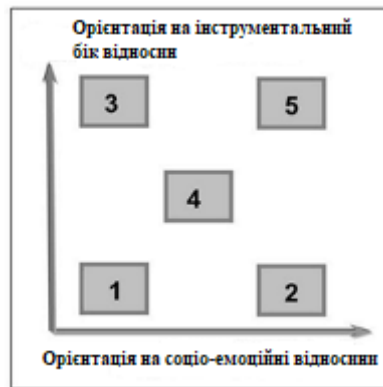 Орієнтація на інструментальний
бік відносин
3
5
4
1
2
Орієнтація на соціо-емоційні відносини